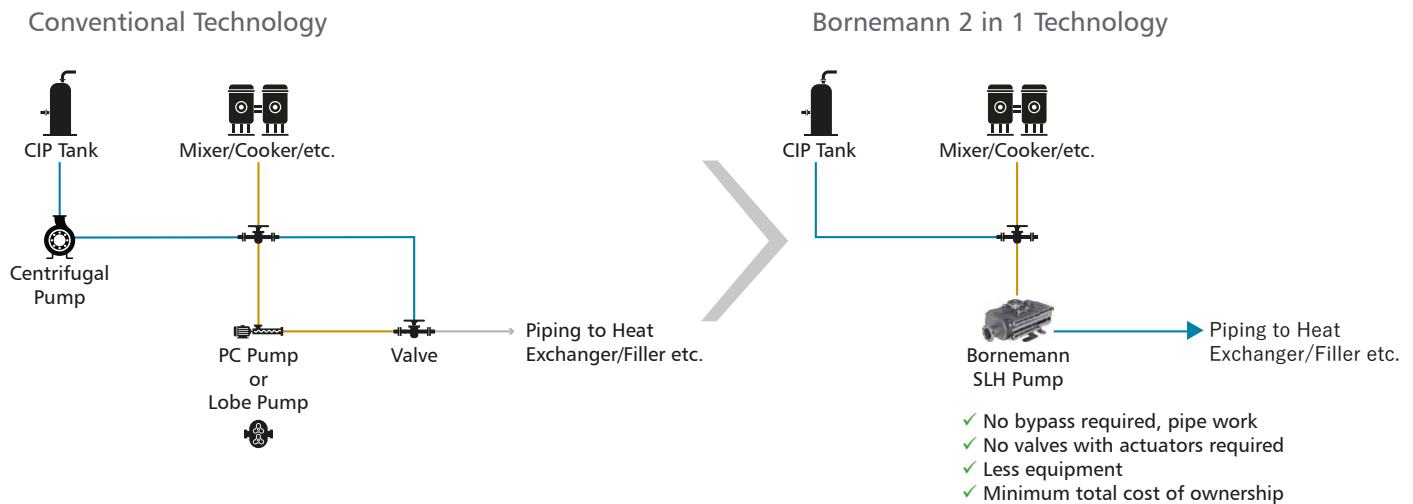 Conventional Technology
CIP Tank
Mixer/Cooker/etc.
Centrifugal
Pump
PC Pump
or
Lobe Pump
Valve
Piping to Heat
Exchanger/Filler etc.
Bornemann 2 in 1 Technology
CIP Tank
Mixer/Cooker/etc.
Bornemann
SLH Pump
Piping to Heat
Exchanger/Filler etc.
✓ No bypass required, pipe work
✓ No valves with actuators required
✓ Less equipment
✓ Minimum total cost of ownership